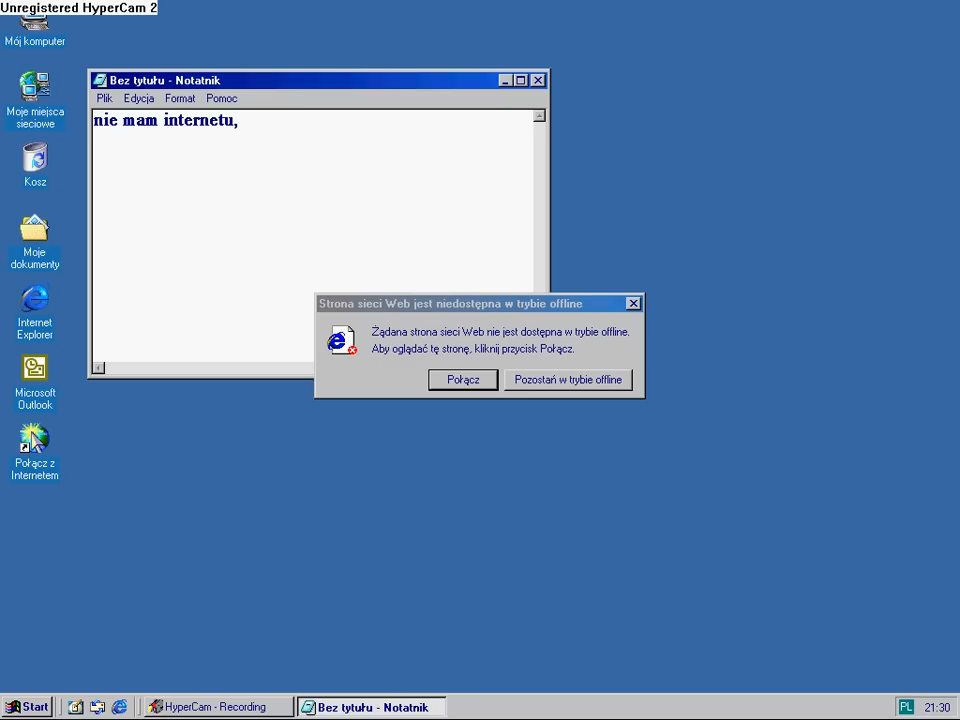 Unregistered HyperCam 2
Mój komputer
Moje miejsca
sieciowe
Kosz
Moje
dokumenty
Internet
Explorer
Microsoft
Outlook
Połącz z
Internetem
Bez tytułu - Notatnik
Plik Edycja Format Pomoc
nie mam internetu,
Strona sieci Web jest niedostępna w trybie offline
Żądana strona sieci Web nie jest dostępna w trybie offline.
Aby oglądać tę stronę, kliknij przycisk Połącz.
Połącz Pozostań w trybie offline
Start HyperCam - Recording Bez tytułu - Notatnik PL 21:30